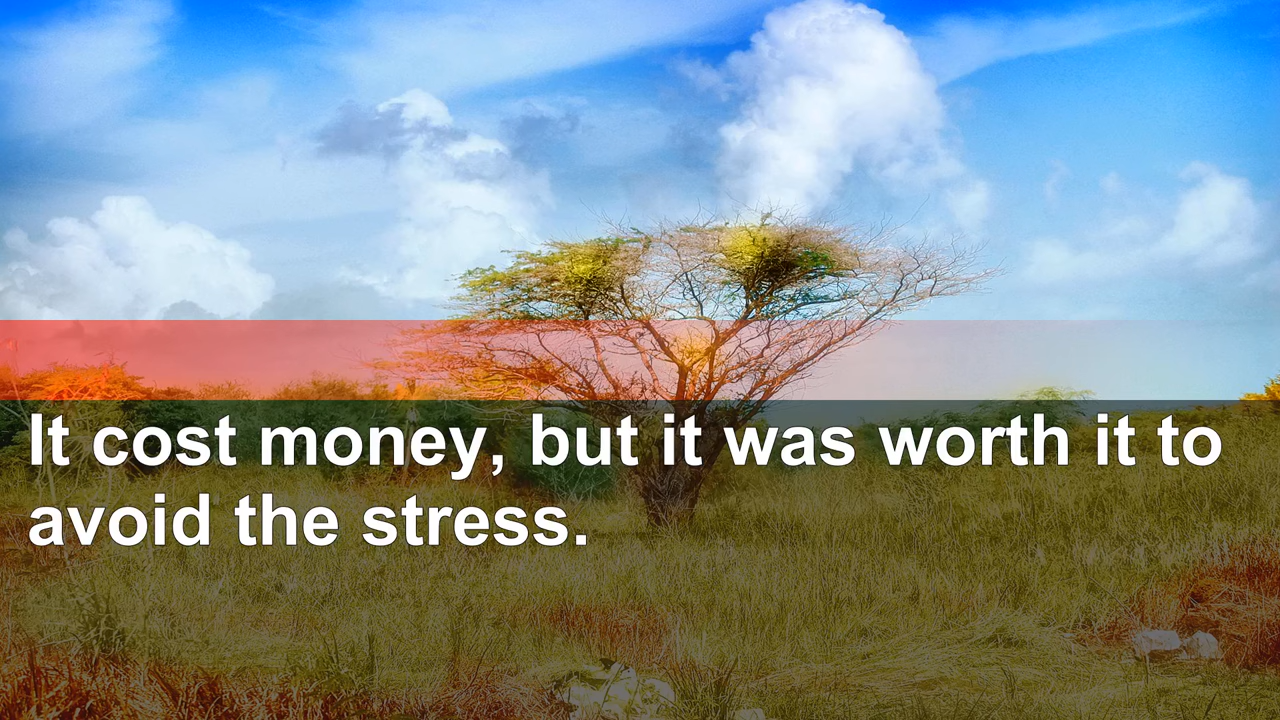 It cost money, but it was worth it to
avoid the stress.